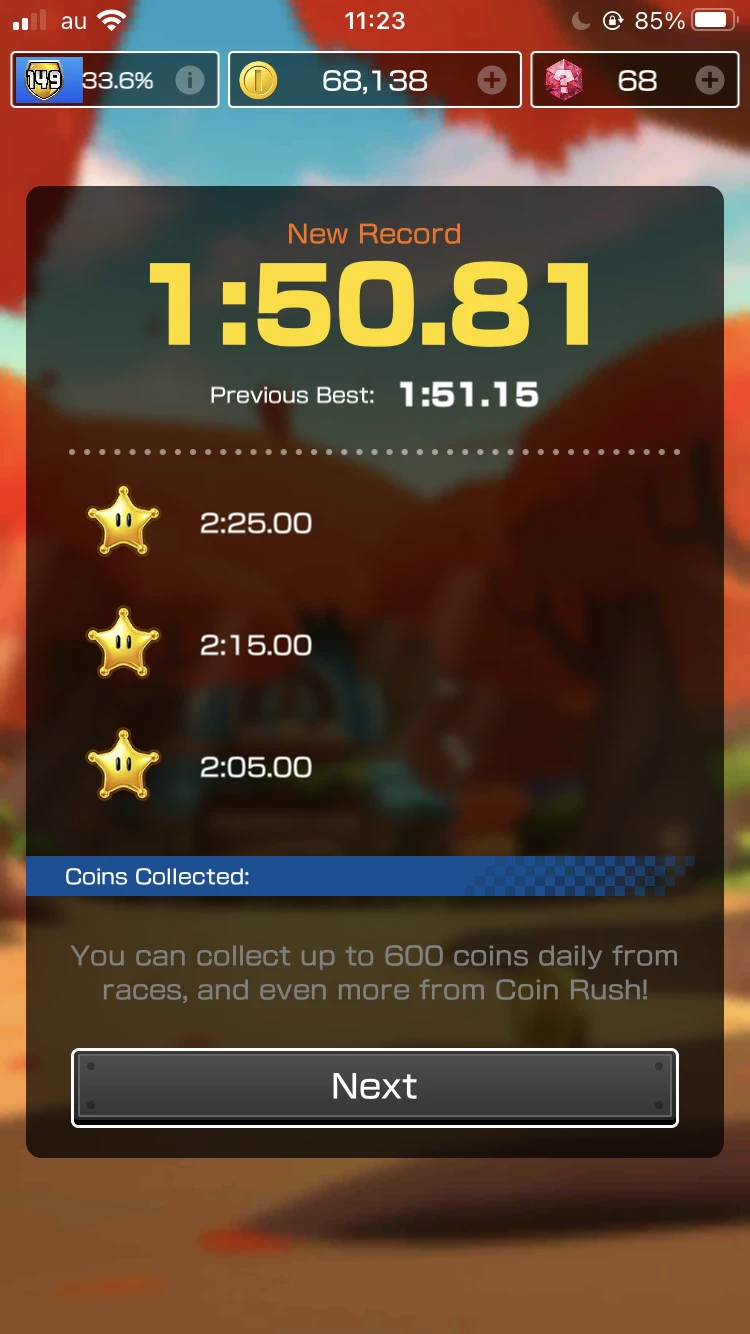 au
11:23
85%
149
33.6%
i
68,138
+
?
68
+
New Record
1:50.81
Previous Best: 1:51.15
2:25.00
2:15.00
2:05.00
Coins Collected:
You can collect up to 600 coins daily from
races, and even more from Coin Rush!
Next